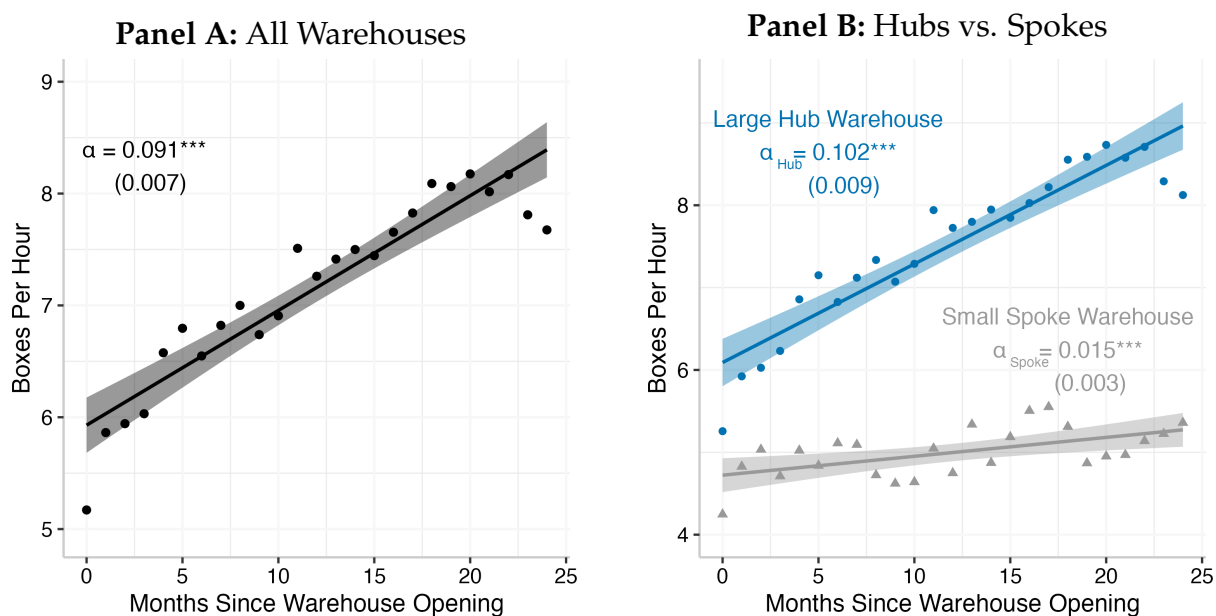 Panel A: All Warehouses
9
8
7
6
5
Boxes Per Hour
α = 0.091***
(0.007)
0 5 10 15 20 25
Months Since Warehouse Opening
Panel B: Hubs vs. Spokes
8
6
4
Boxes Per Hour
Large Hub Warehouse
α Hub = 0.102***
(0.009)
Small Spoke Warehouse
α Spoke = 0.015***
(0.003)
0 5 10 15 20 25
Months Since Warehouse Opening